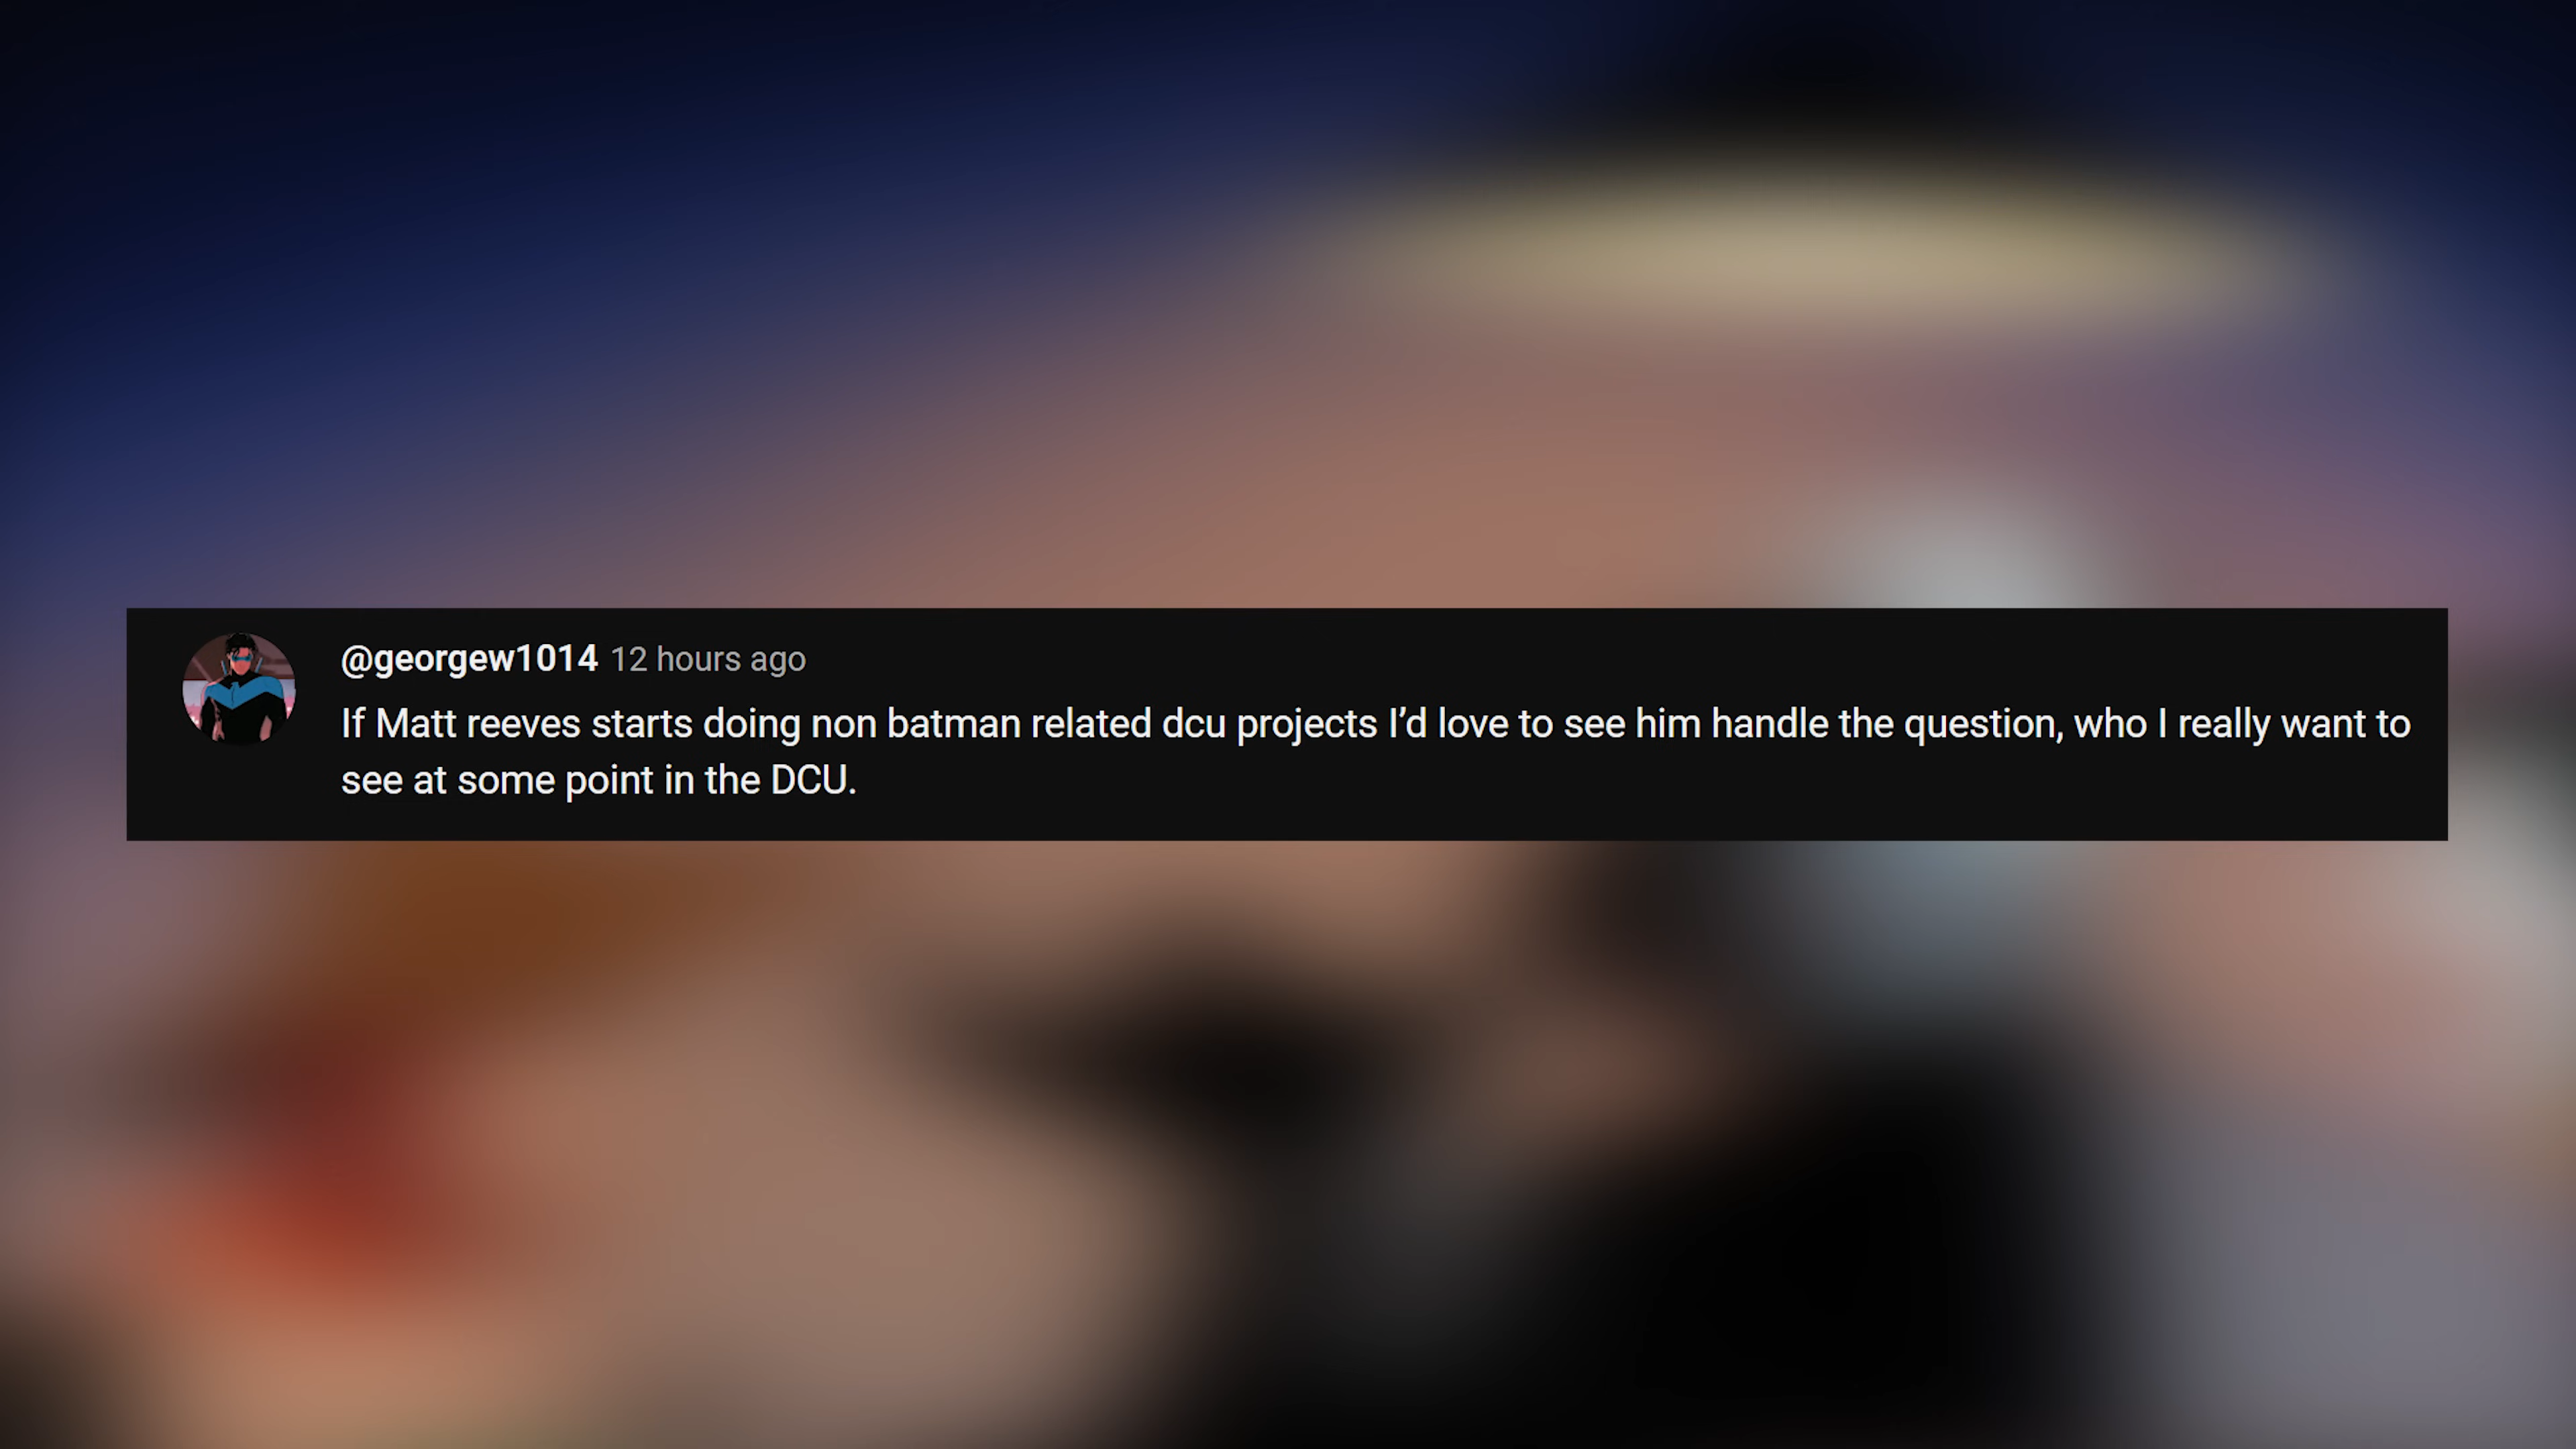 @georgew1014 12 hours ago
If Matt reeves starts doing non batman related dcu projects I’d love to see him handle the question, who I really want to
see at some point in the DCU.